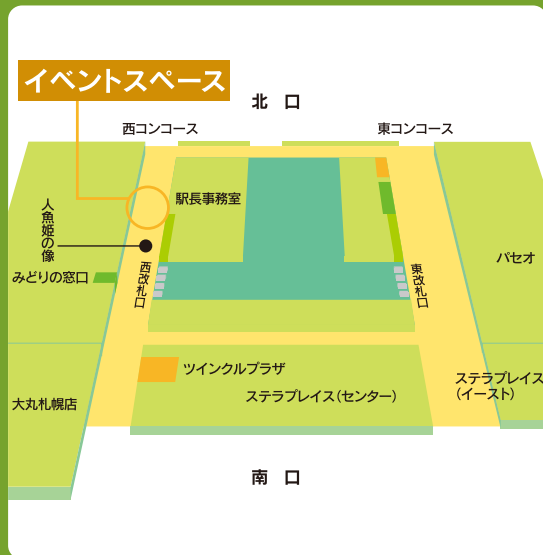 イベントスペース
北 口
西コンコース
東コンコース
駅長事務室
人魚姫の像
みどりの窓口
西改札口
東改札口
パセオ
ツインクルプラザ
ステラプレイス(センター)
ステラプレイス
(イースト)
大丸札幌店
南 口